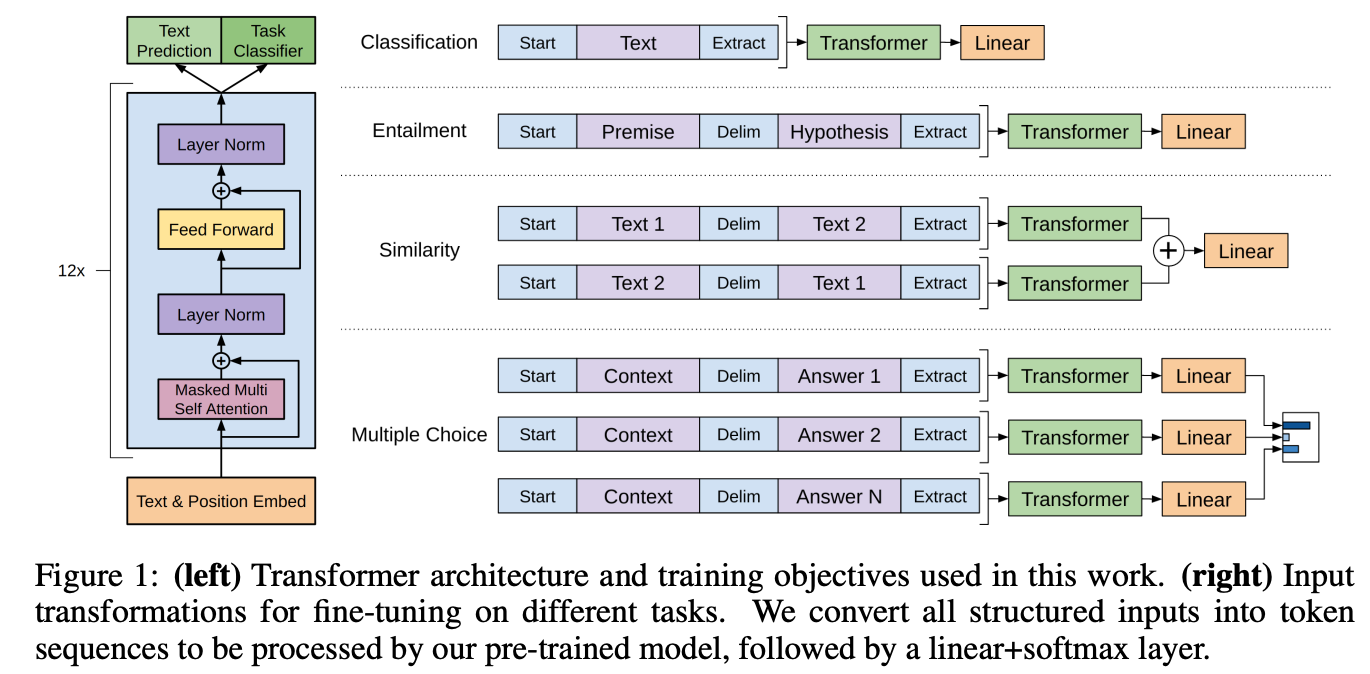 Text
Prediction
Task
Classifier
12x
Layer Norm
Feed Forward
Layer Norm
Masked Multi
Self Attention
Text & Position Embed
Classification
Start Text Extract Transformer Linear
Entailment
Start Premise Delim Hypothesis Extract Transformer Linear
Similarity
Start Text 1 Delim Text 2 Extract Transformer
Start Text 2 Delim Text 1 Extract Transformer
+ Linear
Multiple Choice
Start Context Delim Answer 1 Extract Transformer Linear
Start Context Delim Answer 2 Extract Transformer Linear
Start Context Delim Answer N Extract Transformer Linear
Figure 1: (left) Transformer architecture and training objectives used in this work. (right) Input
transformations for fine-tuning on different tasks. We convert all structured inputs into token
sequences to be processed by our pre-trained model, followed by a linear+softmax layer.